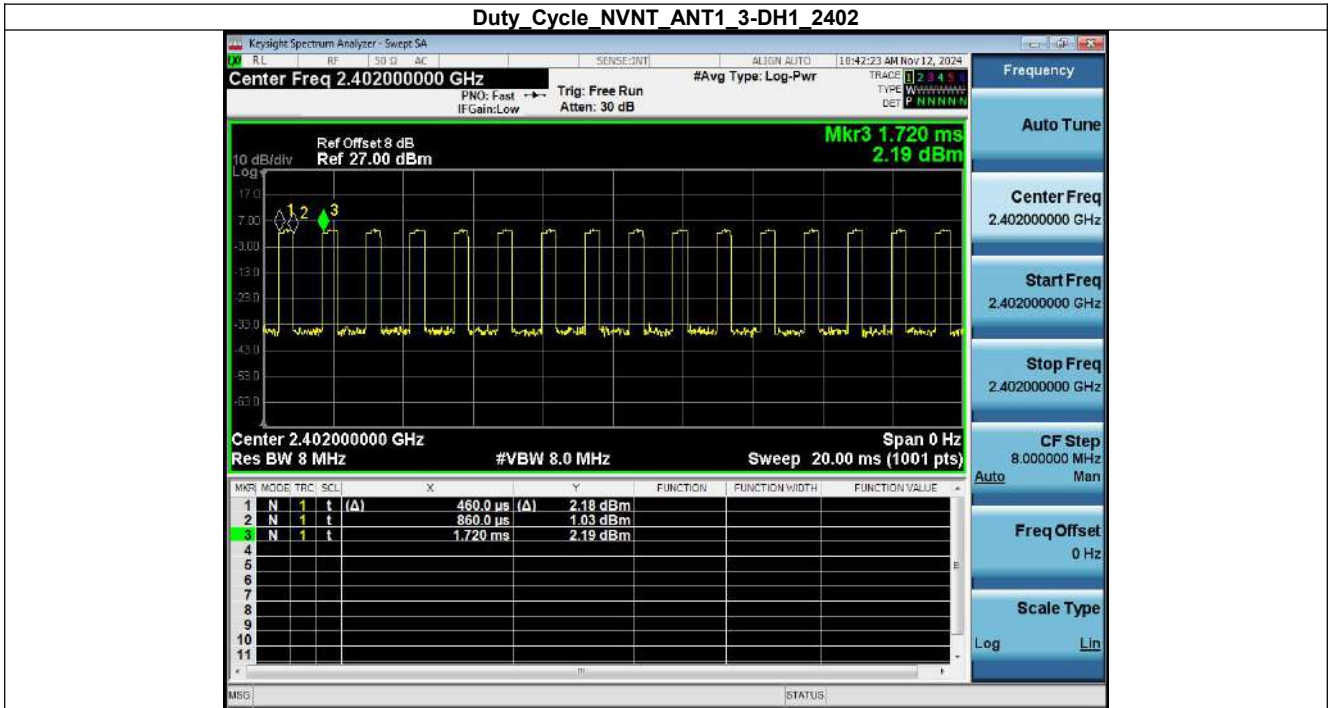 Duty_Cycle_NVNT_ANT1_3-DH1_2402
Keysight Spectrum Analyzer - Swept SA
RL RF 50 Ω AC SENSE:INT ALIGN AUTO 10:42:23 AM Nov 12, 2024
Center Freq 2.402000000 GHz #Avg Type: Log-Pwr TRACE 1 2 3 4 5 6
PNO: Fast Trig: Free Run TYPE WWWWWW
IFGain:Low Atten: 30 dB DET P N N N N N
Frequency
Auto Tune
Mkr3 1.720 ms
Ref Offset 8 dB
10 dB/div Ref 27.00 dBm 2.19 dBm
Log
17.0
1 2 3
7.00
-3.00
-13.0
-23.0
-33.0
-43.0
-53.0
-63.0
Center Freq
2.402000000 GHz
Start Freq
2.402000000 GHz
Stop Freq
2.402000000 GHz
Center 2.402000000 GHz Span 0 Hz
Res BW 8 MHz #VBW 8.0 MHz Sweep 20.00 ms (1001 pts)
CF Step
8.000000 MHz
Auto Man
MKR MODE TRC SCL X Y FUNCTION FUNCTION WIDTH FUNCTION VALUE
1 N 1 t (Δ) 460.0 µs (Δ) 2.18 dBm
2 N 1 t 860.0 µs 1.03 dBm
3 N 1 t 1.720 ms 2.19 dBm
4
5
6
7
8
9
10
11
Freq Offset
0 Hz
Scale Type
Log Lin
MSG STATUS